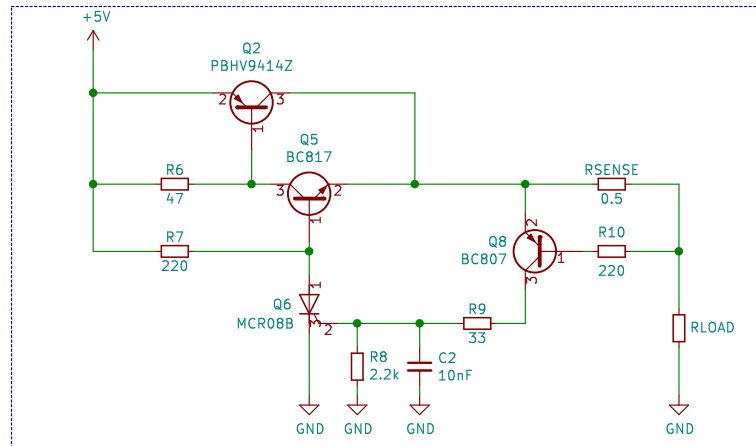 +5V
Q2
PBHV9414Z
2
3
1
Q5
BC817
R6
47
3
2
1
RSENSE
0.5
R7
220
2
Q8
BC807
1
3
R10
220
1
Q6
MCR08B
3
2
R9
33
R8
2.2k
C2
10nF
RLOAD
GND
GND
GND
GND